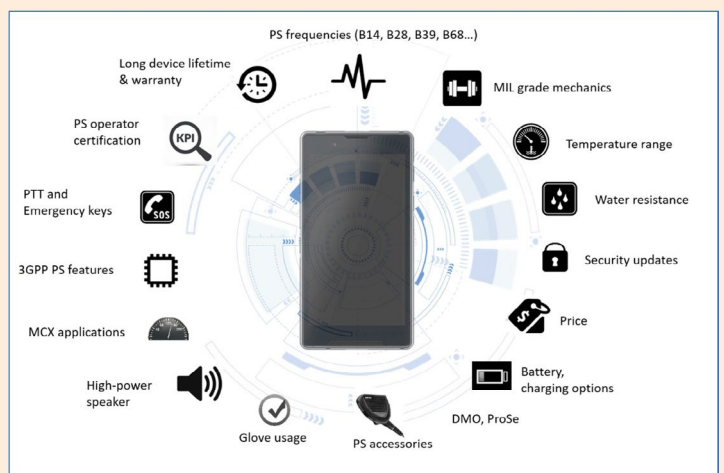 PS frequencies (B14, B28, B39, B68...)
Long device lifetime
& warranty
MIL grade mechanics
PS operator
certification
KPI
Temperature range
PTT and
Emergency keys
SOS
Water resistance
3GPP PS features
Security updates
MCX applications
Price
High-power
speaker
Battery,
charging options
DMO, ProSe
Glove usage
PS accessories